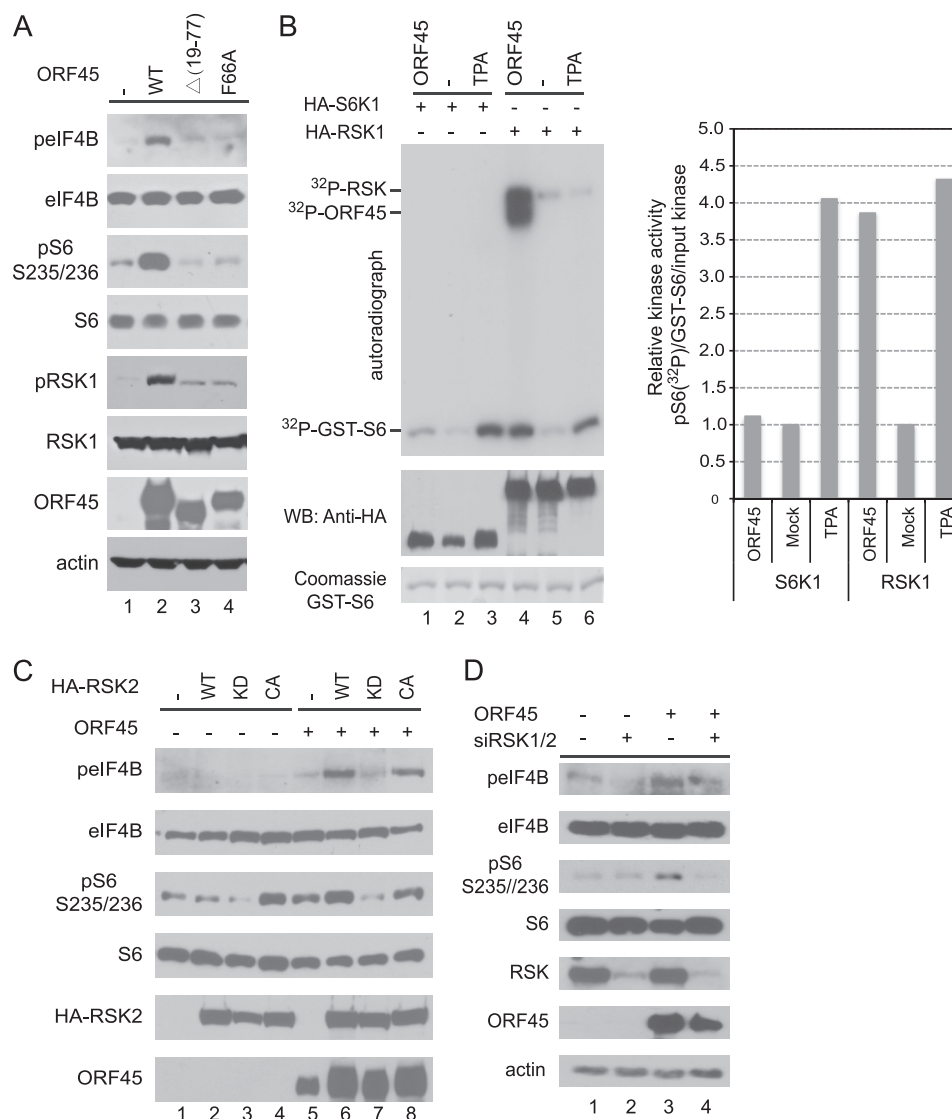 A
ORF45
-
WT
△(19-77)
F66A
peIF4B
eIF4B
pS6
S235/236
S6
pRSK1
RSK1
ORF45
actin
1 2 3 4
B
ORF45 - TPA ORF45 - TPA
HA-S6K1 + + + - - -
HA-RSK1 - - - + + +
autoradiograph
32P-RSK
32P-ORF45
32P-GST-S6
WB: Anti-HA
Coomassie
GST-S6
1 2 3 4 5 6
Relative kinase activity
pS6(32P)/GST-S6/input kinase
5.0
4.5
4.0
3.5
3.0
2.5
2.0
1.5
1.0
0.5
0
ORF45 Mock TPA ORF45 Mock TPA
S6K1 RSK1
C
HA-RSK2 - WT KD CA - WT KD CA
ORF45 - - - - + + + +
peIF4B
eIF4B
pS6
S235/236
S6
HA-RSK2
ORF45
1 2 3 4 5 6 7 8
D
ORF45 - - + +
siRSK1/2 - + - +
peIF4B
eIF4B
pS6
S235//236
S6
RSK
ORF45
actin
1 2 3 4